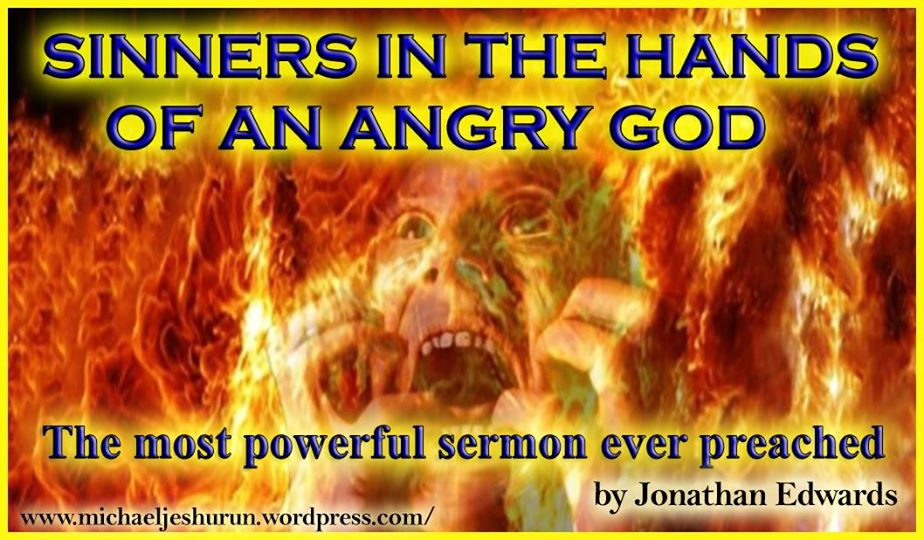 SINNERS IN THE HANDS
OF AN ANGRY GOD
The most powerful sermon ever preached
by Jonathan Edwards
www.michaeljeshurun.wordpress.com/